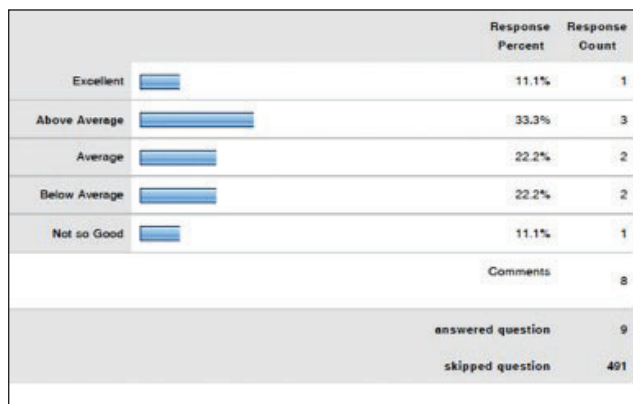 Response Response
Percent Count
Excellent 11.1% 1
Above Average 33.3% 3
Average 22.2% 2
Below Average 22.2% 2
Not so Good 11.1% 1
Comments 8
answered question 9
skipped question 491